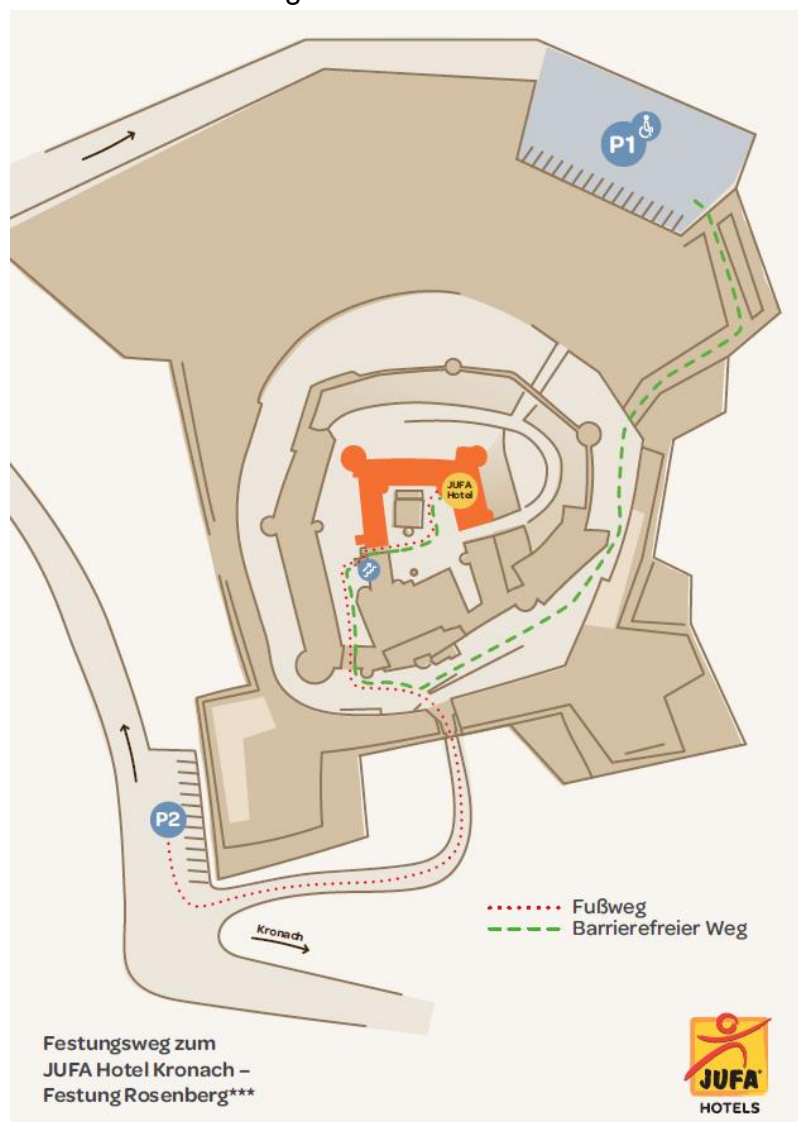 g
P1
JUFA
Hotel
P2
Fußweg
Barrierefreier Weg
Kronach
Festungsweg zum
JUFA Hotel Kronach –
Festung Rosenberg***
JUFA®
HOTELS